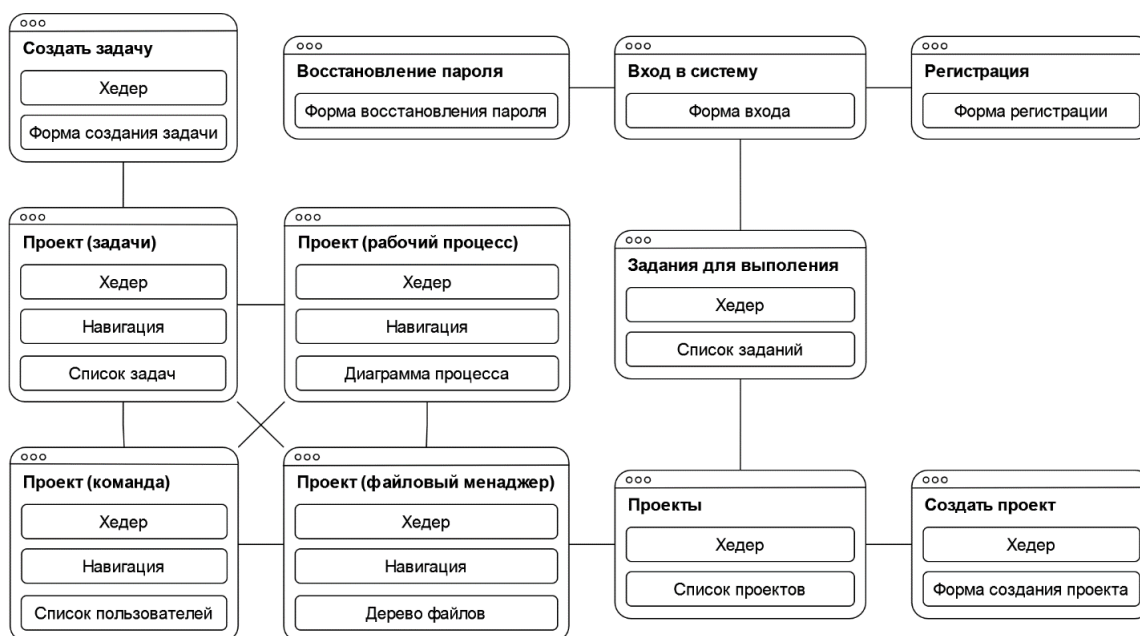 Создать задачу
Хедер
Форма создания задачи
Восстановление пароля
Форма восстановления пароля
Вход в систему
Форма входа
Регистрация
Форма регистрации
Проект (задачи)
Хедер
Навигация
Список задач
Проект (рабочий процесс)
Хедер
Навигация
Диаграмма процесса
Задания для выполения
Хедер
Список заданий
Проект (команда)
Хедер
Навигация
Список пользователей
Проект (файловый менаджер)
Хедер
Навигация
Дерево файлов
Проекты
Хедер
Список проектов
Создать проект
Хедер
Форма создания проекта